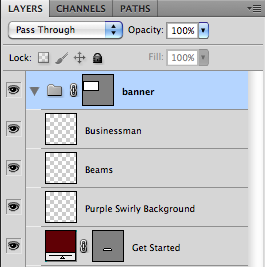 LAYERS CHANNELS PATHS
Pass Through Opacity: 100%
Lock: Fill: 100%
banner
Businessman
Beams
Purple Swirly Background
Get Started